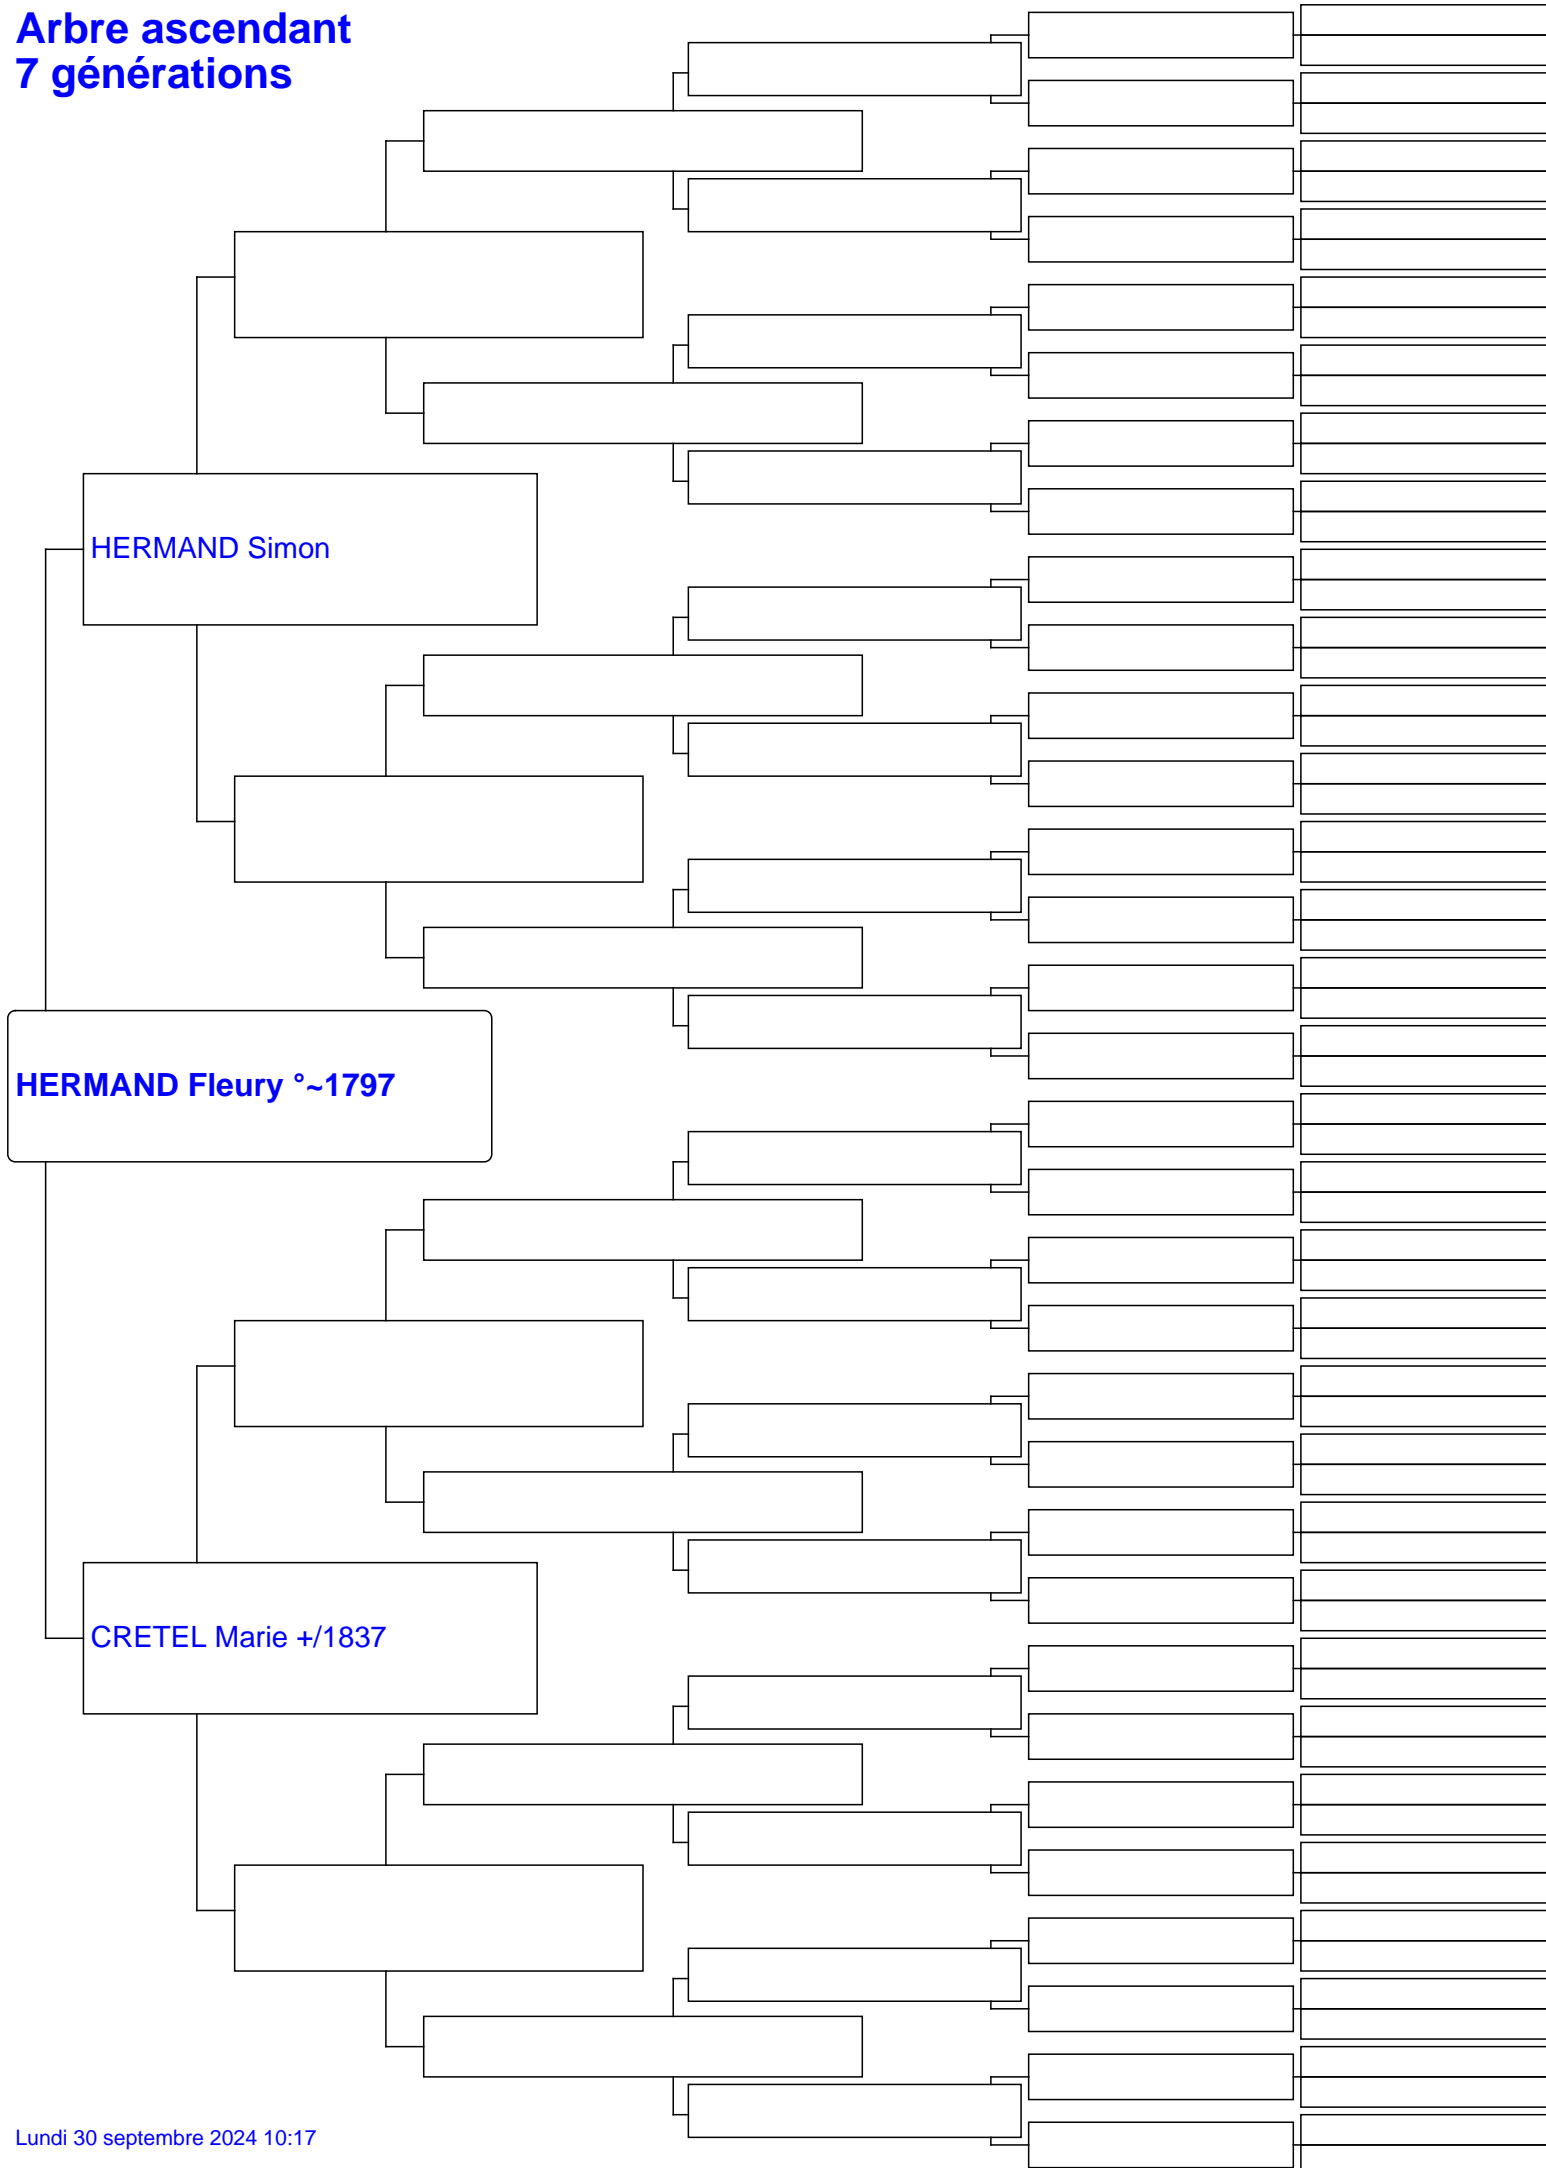 Arbre ascendant
7 générations
HERMAND Simon
HERMAND Fleury °~1797
CRETEL Marie +/1837
Lundi 30 septembre 2024 10:17